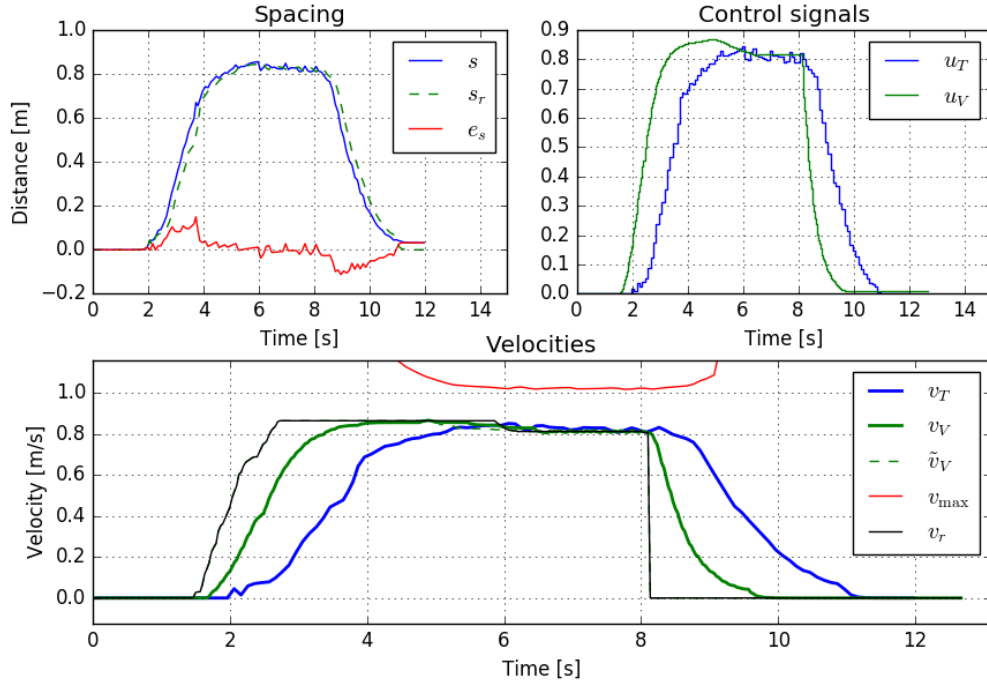 Spacing
Distance [m]
1.0
0.8
0.6
0.4
0.2
0.0
−0.2
0 2 4 6 8 10 12 14
Time [s]
s
s_r
e_s
Control signals
0.9
0.8
0.7
0.6
0.5
0.4
0.3
0.2
0.1
0.0
0 2 4 6 8 10 12 14
Time [s]
u_T
u_V
Velocities
Velocity [m/s]
1.0
0.8
0.6
0.4
0.2
0.0
0 2 4 6 8 10 12
Time [s]
v_T
v_V
ṽ_V
v_max
v_r